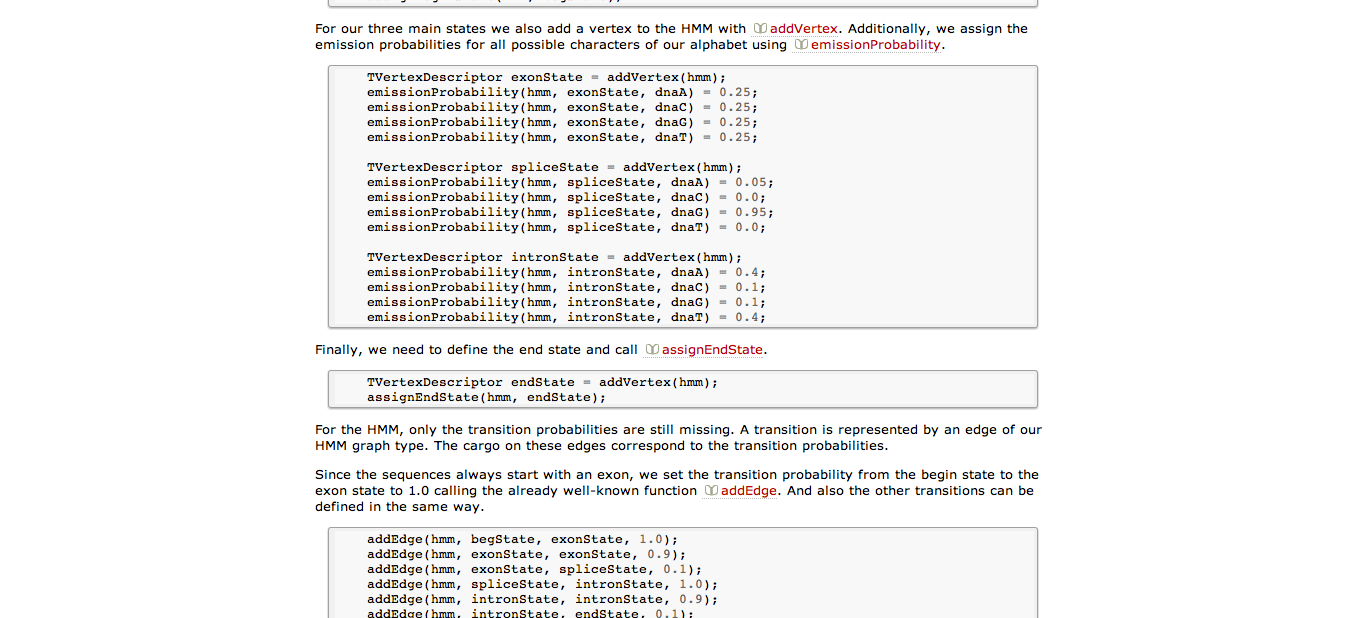 For our three main states we also add a vertex to the HMM with addVertex. Additionally, we assign the
emission probabilities for all possible characters of our alphabet using emissionProbability.
TVertexDescriptor exonState = addVertex(hmm);
emissionProbability(hmm, exonState, dnaA) = 0.25;
emissionProbability(hmm, exonState, dnaC) = 0.25;
emissionProbability(hmm, exonState, dnaG) = 0.25;
emissionProbability(hmm, exonState, dnaT) = 0.25;
TVertexDescriptor spliceState = addVertex(hmm);
emissionProbability(hmm, spliceState, dnaA) = 0.05;
emissionProbability(hmm, spliceState, dnaC) = 0.0;
emissionProbability(hmm, spliceState, dnaG) = 0.95;
emissionProbability(hmm, spliceState, dnaT) = 0.0;
TVertexDescriptor intronState = addVertex(hmm);
emissionProbability(hmm, intronState, dnaA) = 0.4;
emissionProbability(hmm, intronState, dnaC) = 0.1;
emissionProbability(hmm, intronState, dnaG) = 0.1;
emissionProbability(hmm, intronState, dnaT) = 0.4;
Finally, we need to define the end state and call assignEndState.
TVertexDescriptor endState = addVertex(hmm);
assignEndState(hmm, endState);
For the HMM, only the transition probabilities are still missing. A transition is represented by an edge of our
HMM graph type. The cargo on these edges correspond to the transition probabilities.
Since the sequences always start with an exon, we set the transition probability from the begin state to the
exon state to 1.0 calling the already well-known function addEdge. And also the other transitions can be
defined in the same way.
addEdge(hmm, begState, exonState, 1.0);
addEdge(hmm, exonState, exonState, 0.9);
addEdge(hmm, exonState, spliceState, 0.1);
addEdge(hmm, spliceState, intronState, 1.0);
addEdge(hmm, intronState, intronState, 0.9);
addEdge(hmm, intronState, endState, 0.1);